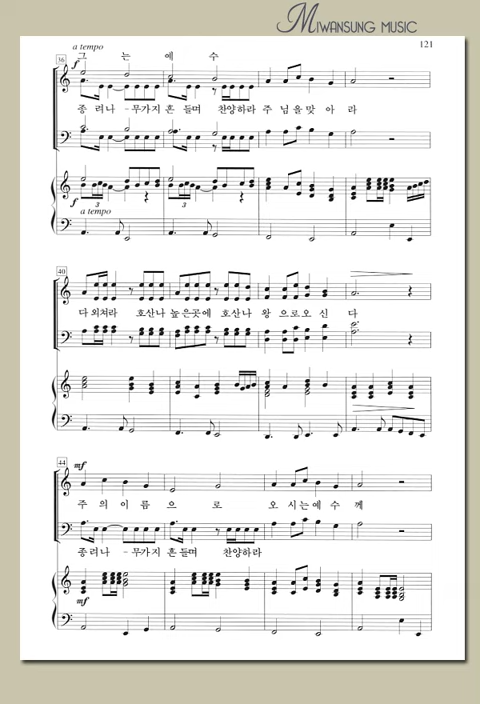 MIWANSUNG MUSIC
121
a tempo
36
그 는 예 수
f
종 려 나 - 무가지 흔 들며 찬양하라 주 님을 맞 아 라
3 3
f
a tempo
40
다 외쳐라 호산나 높은곳에 호산나 왕 으로오 신 다
44
mf
주 의 이 름 으 로 오 시는예 수 께
종 려나 - 무가지 흔 들며 찬양하라
mf